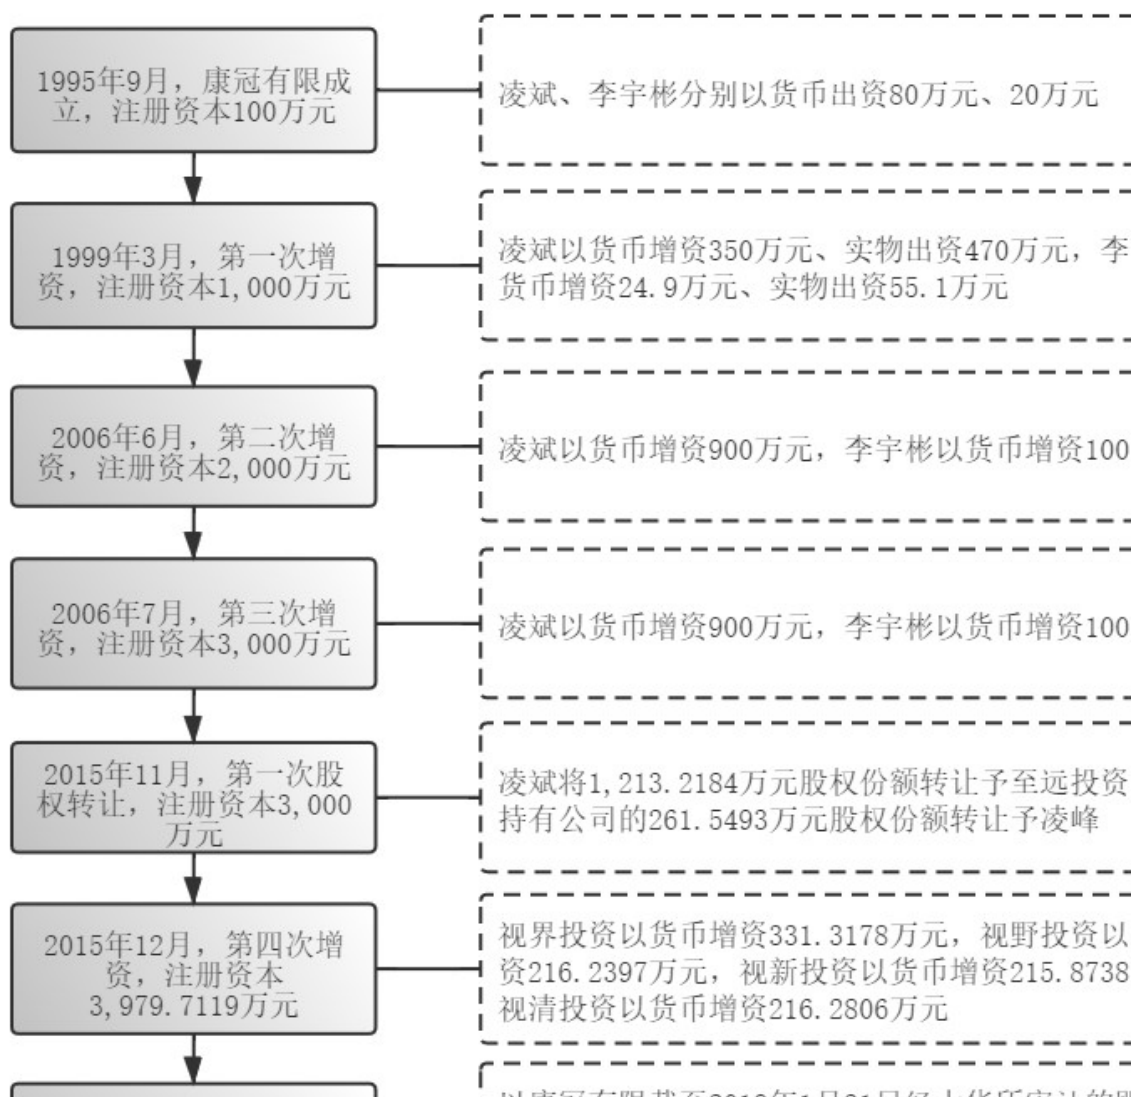 1995年9月，康冠有限成
立，注册资本100万元
凌斌、李宇彬分别以货币出资80万元、20万元
1999年3月，第一次增
资，注册资本1,000万元
凌斌以货币增资350万元、实物出资470万元，李
货币增资24.9万元、实物出资55.1万元
2006年6月，第二次增
资，注册资本2,000万元
凌斌以货币增资900万元，李宇彬以货币增资100
2006年7月，第三次增
资，注册资本3,000万元
凌斌以货币增资900万元，李宇彬以货币增资100
2015年11月，第一次股
权转让，注册资本3,000
万元
凌斌将1,213.2184万元股权份额转让予至远投资
持有公司的261.5493万元股权份额转让予凌峰
2015年12月，第四次增
资，注册资本
3,979.7119万元
视界投资以货币增资331.3178万元，视野投资以
资216.2397万元，视新投资以货币增资215.8738
视清投资以货币增资216.2806万元